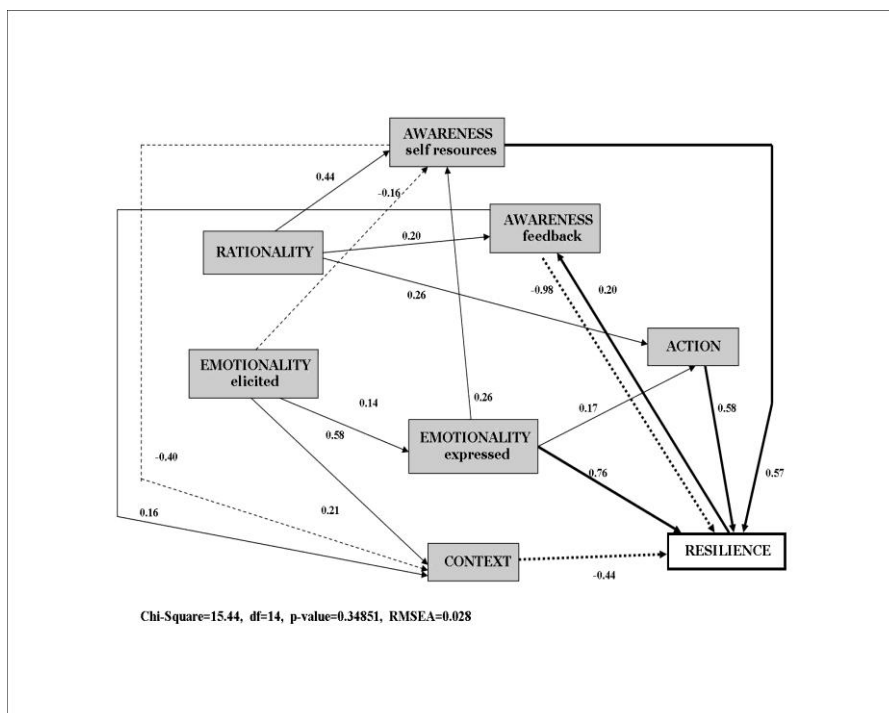 AWARENESS
self resources
0.44
-0.16
AWARENESS
feedback
0.20
RATIONALITY
-0.98
0.20
0.26
ACTION
EMOTIONALITY
elicited
0.14
0.26
0.17
0.58
0.58
EMOTIONALITY
expressed
-0.40
0.76
0.57
0.16
0.21
CONTEXT
RESILIENCE
-0.44
Chi-Square=15.44, df=14, p-value=0.34851, RMSEA=0.028